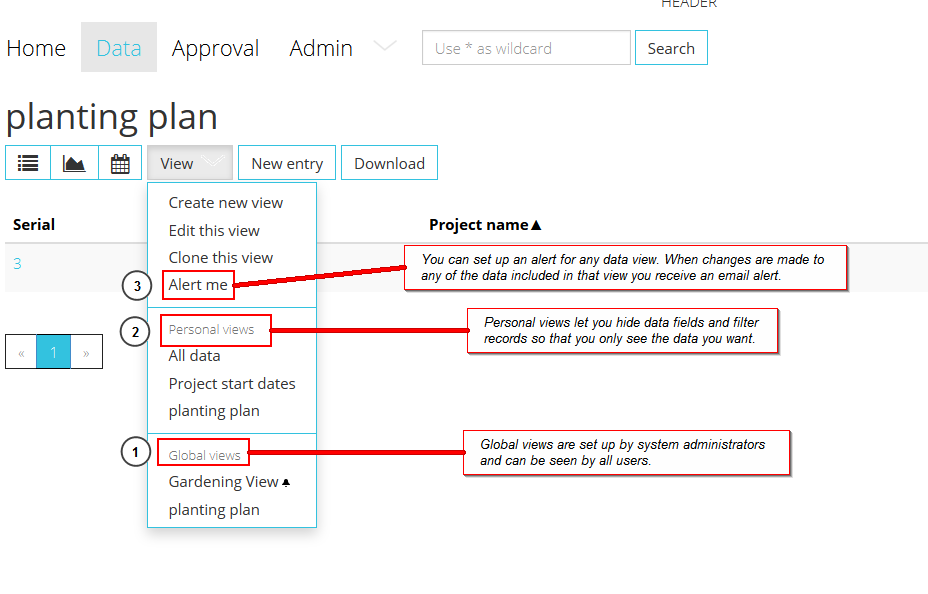 HEADER
Home Data Approval Admin Use * as wildcard Search
planting plan
View New entry Download
Serial Project name▲
3
Create new view
Edit this view
Clone this view
3 Alert me
You can set up an alert for any data view. When changes are made to
any of the data included in that view you receive an email alert.
2 Personal views
Personal views let you hide data fields and filter
records so that you only see the data you want.
« 1 »
All data
Project start dates
planting plan
1 Global views
Global views are set up by system administrators
and can be seen by all users.
Gardening View
planting plan